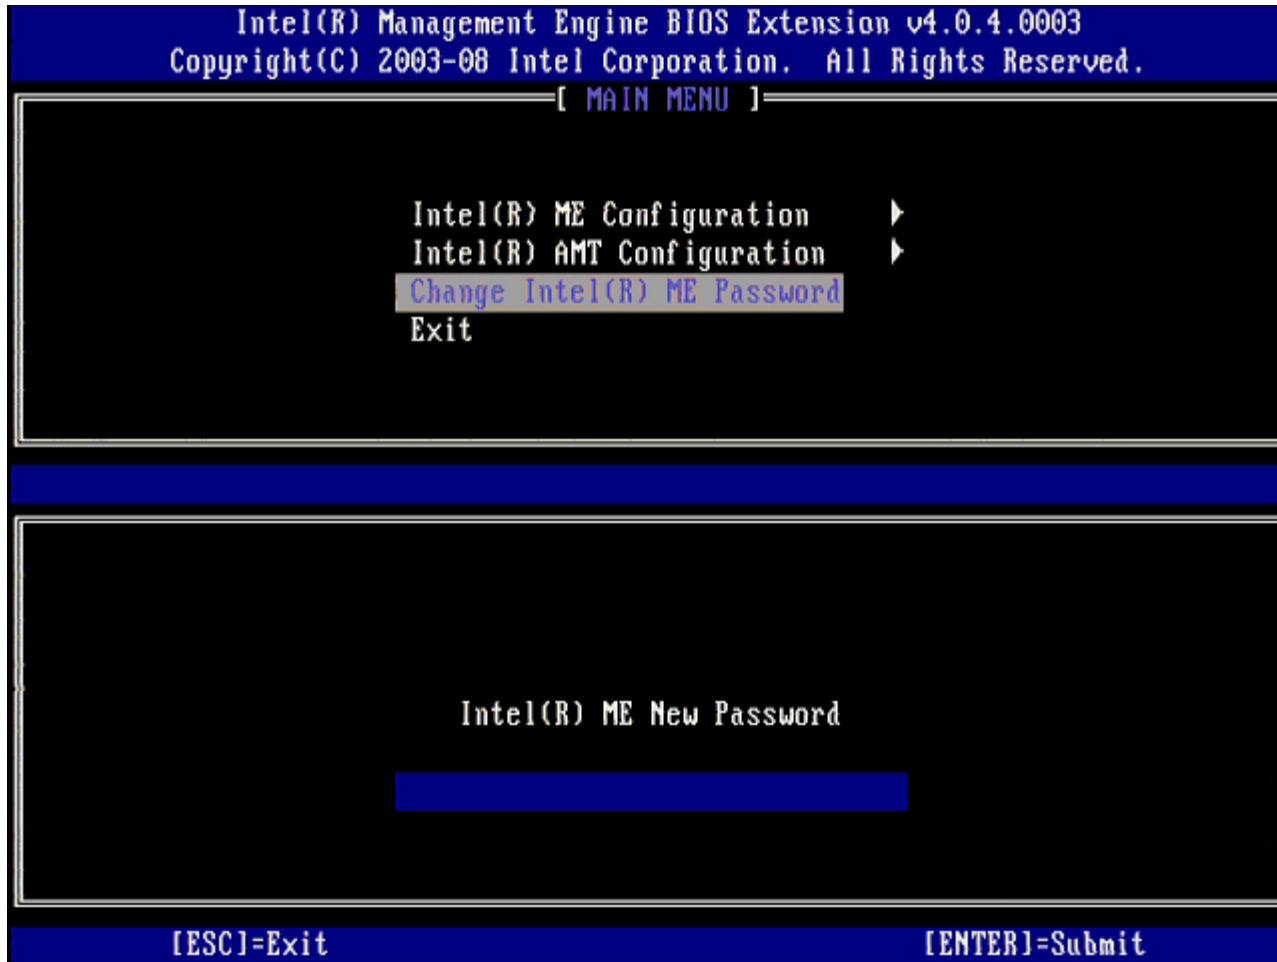 Intel(R) Management Engine BIOS Extension v4.0.4.0003
Copyright(C) 2003-08 Intel Corporation. All Rights Reserved.
[ MAIN MENU ]
Intel(R) ME Configuration
Intel(R) AMT Configuration
Change Intel(R) ME Password
Exit
Intel(R) ME New Password
[ESC]=Exit [ENTER]=Submit